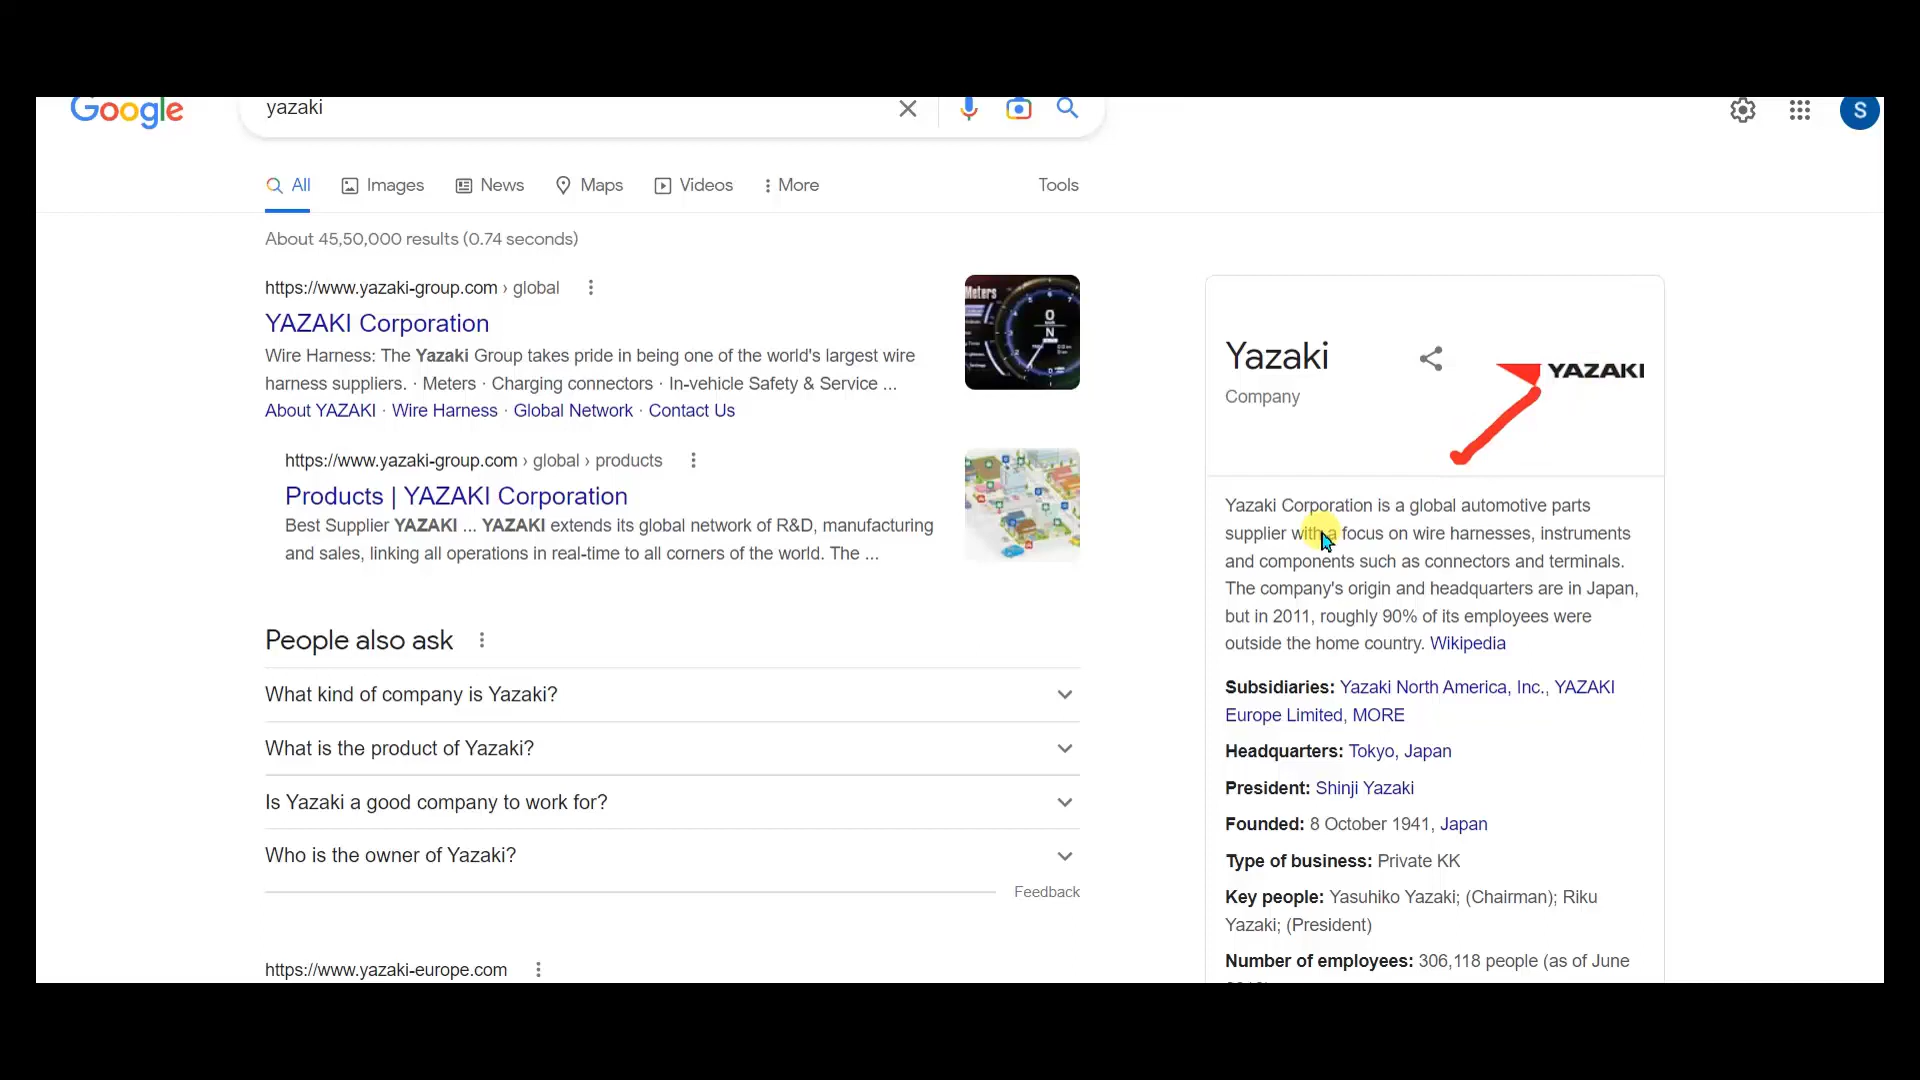 Google
yazaki
S
All
Images
News
Maps
Videos
More
Tools
About 45,50,000 results (0.74 seconds)
https://www.yazaki-group.com › global
YAZAKI Corporation
Wire Harness: The Yazaki Group takes pride in being one of the world's largest wire
harness suppliers. · Meters · Charging connectors · In-vehicle Safety & Service ...
About YAZAKI · Wire Harness · Global Network · Contact Us
Meters
0
N
https://www.yazaki-group.com › global › products
Products | YAZAKI Corporation
Best Supplier YAZAKI ... YAZAKI extends its global network of R&D, manufacturing
and sales, linking all operations in real-time to all corners of the world. The ...
People also ask
What kind of company is Yazaki?
What is the product of Yazaki?
Is Yazaki a good company to work for?
Who is the owner of Yazaki?
Feedback
https://www.yazaki-europe.com
Yazaki
Company
YAZAKI
Yazaki Corporation is a global automotive parts
supplier with a focus on wire harnesses, instruments
and components such as connectors and terminals.
The company's origin and headquarters are in Japan,
but in 2011, roughly 90% of its employees were
outside the home country. Wikipedia
Subsidiaries: Yazaki North America, Inc., YAZAKI
Europe Limited, MORE
Headquarters: Tokyo, Japan
President: Shinji Yazaki
Founded: 8 October 1941, Japan
Type of business: Private KK
Key people: Yasuhiko Yazaki; (Chairman); Riku
Yazaki; (President)
Number of employees: 306,118 people (as of June